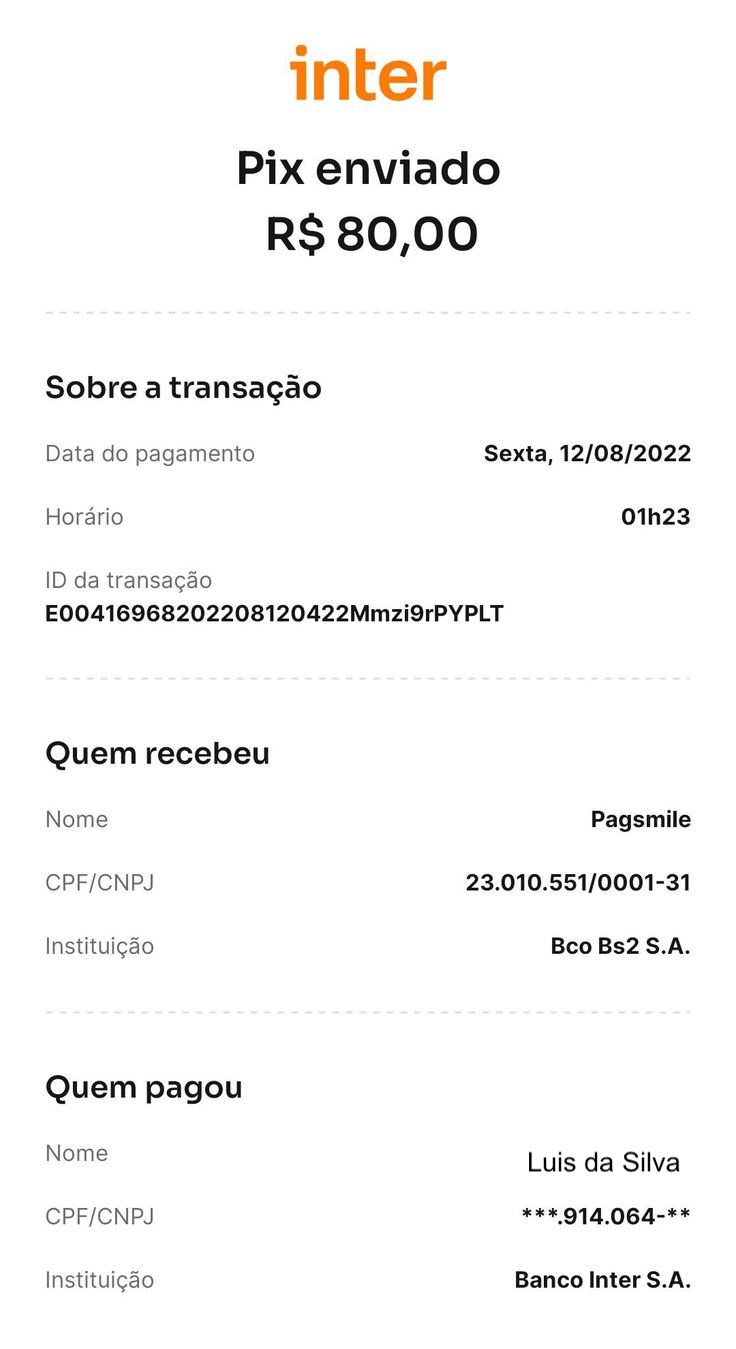 inter
Pix enviado
R$ 80,00
Sobre a transação
Data do pagamento Sexta, 12/08/2022
Horário 01h23
ID da transação
E00416968202208120422Mmzi9rPYPLT
Quem recebeu
Nome Pagsmile
CPF/CNPJ 23.010.551/0001-31
Instituição Bco Bs2 S.A.
Quem pagou
Nome Luis da Silva
CPF/CNPJ ***.914.064-**
Instituição Banco Inter S.A.